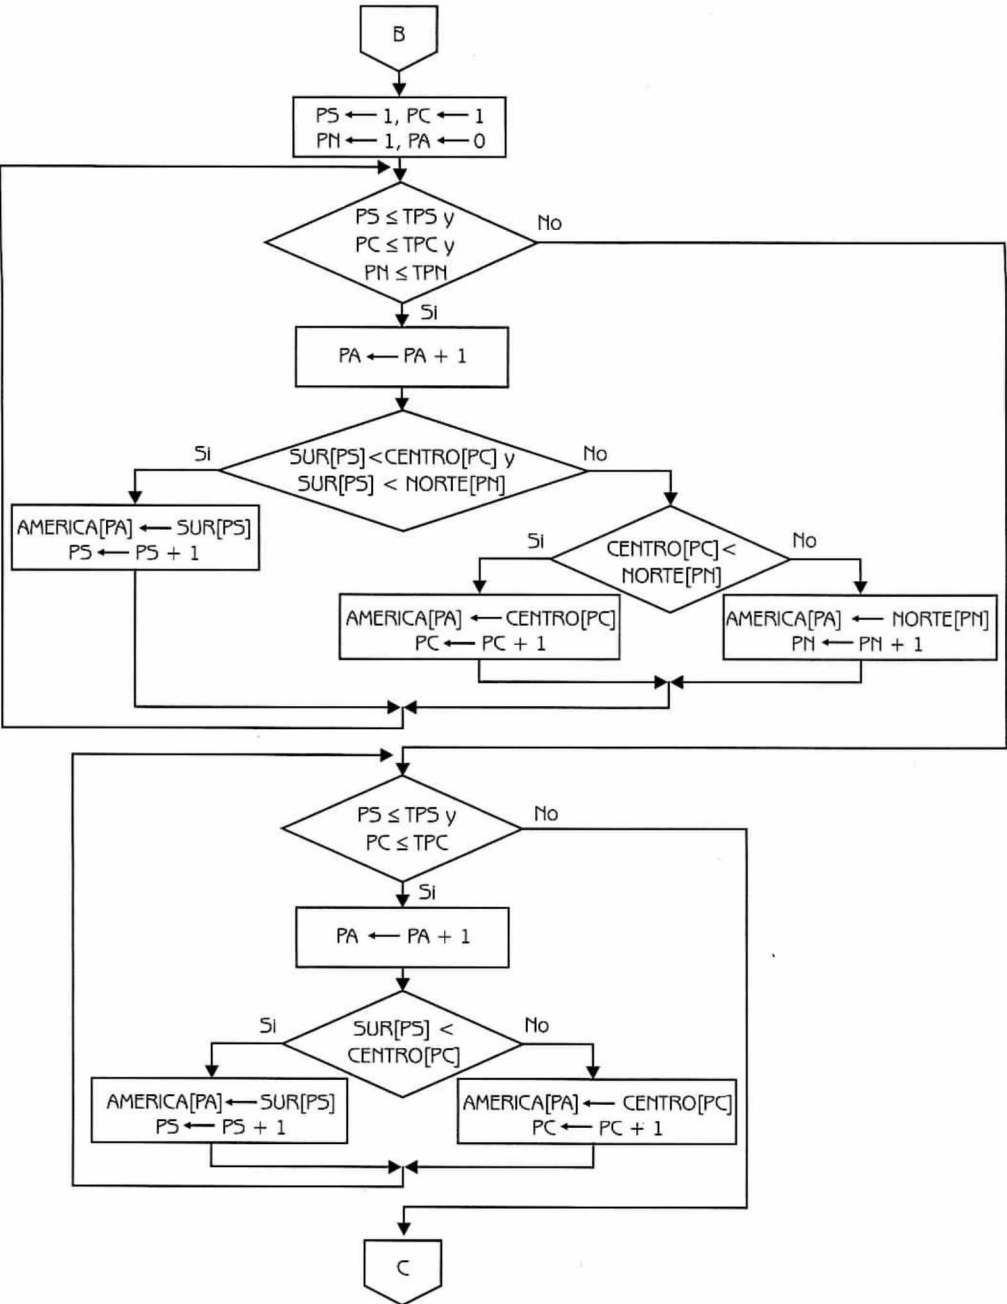 B
PS ← 1, PC ← 1
PN ← 1, PA ← 0
PS ≤ TPS y
PC ≤ TPC y
PN ≤ TPN
No
Si
PA ← PA + 1
SUR[PS]<CENTRO[PC] y
SUR[PS] < NORTE[PN]
Si
No
AMERICA[PA] ← SUR[PS]
PS ← PS + 1
CENTRO[PC]<
NORTE[PN]
Si
No
AMERICA[PA] ← CENTRO[PC]
PC ← PC + 1
AMERICA[PA] ← NORTE[PN]
PN ← PN + 1
PS ≤ TPS y
PC ≤ TPC
No
Si
PA ← PA + 1
SUR[PS] <
CENTRO[PC]
Si
No
AMERICA[PA] ← SUR[PS]
PS ← PS + 1
AMERICA[PA] ← CENTRO[PC]
PC ← PC + 1
C